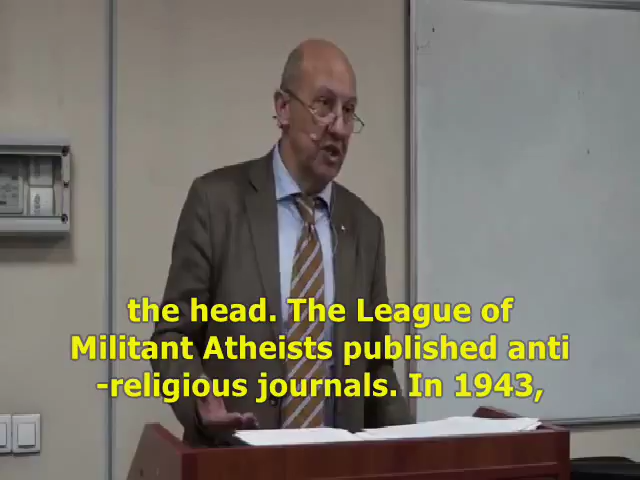 the head. The League of
Militant Atheists published anti
-religious journals. In 1943,